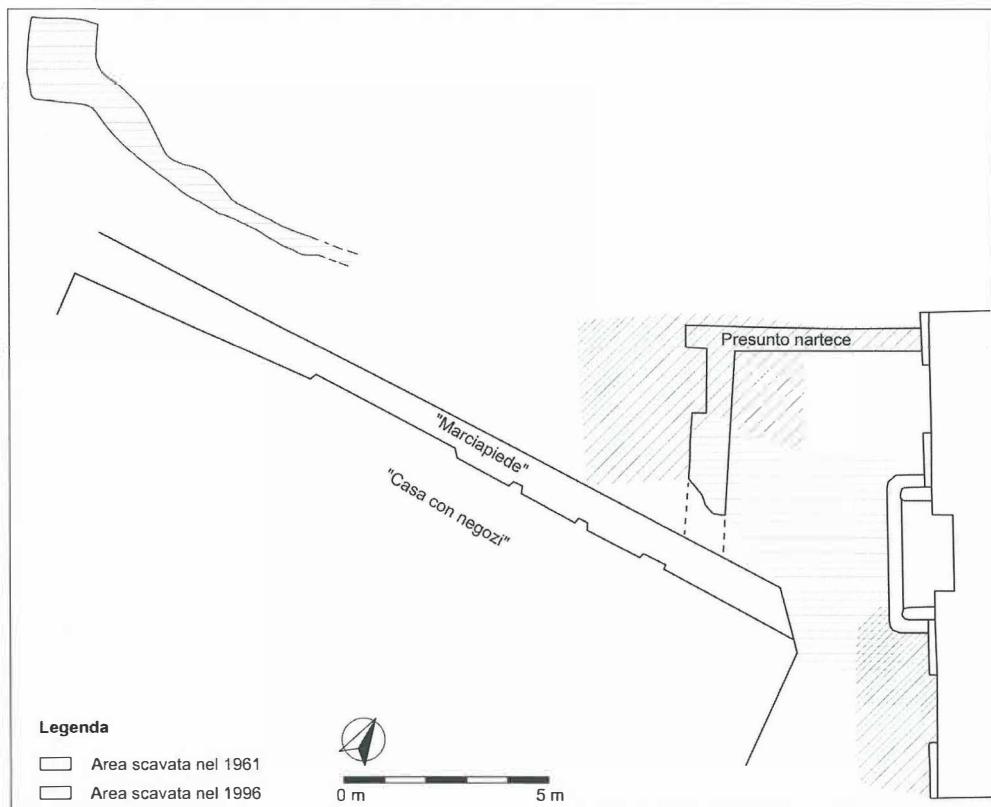 Presunto nartece
"Marciapiede"
"Casa con negozi"
Legenda
Area scavata nel 1961
Area scavata nel 1996
0 m
5 m